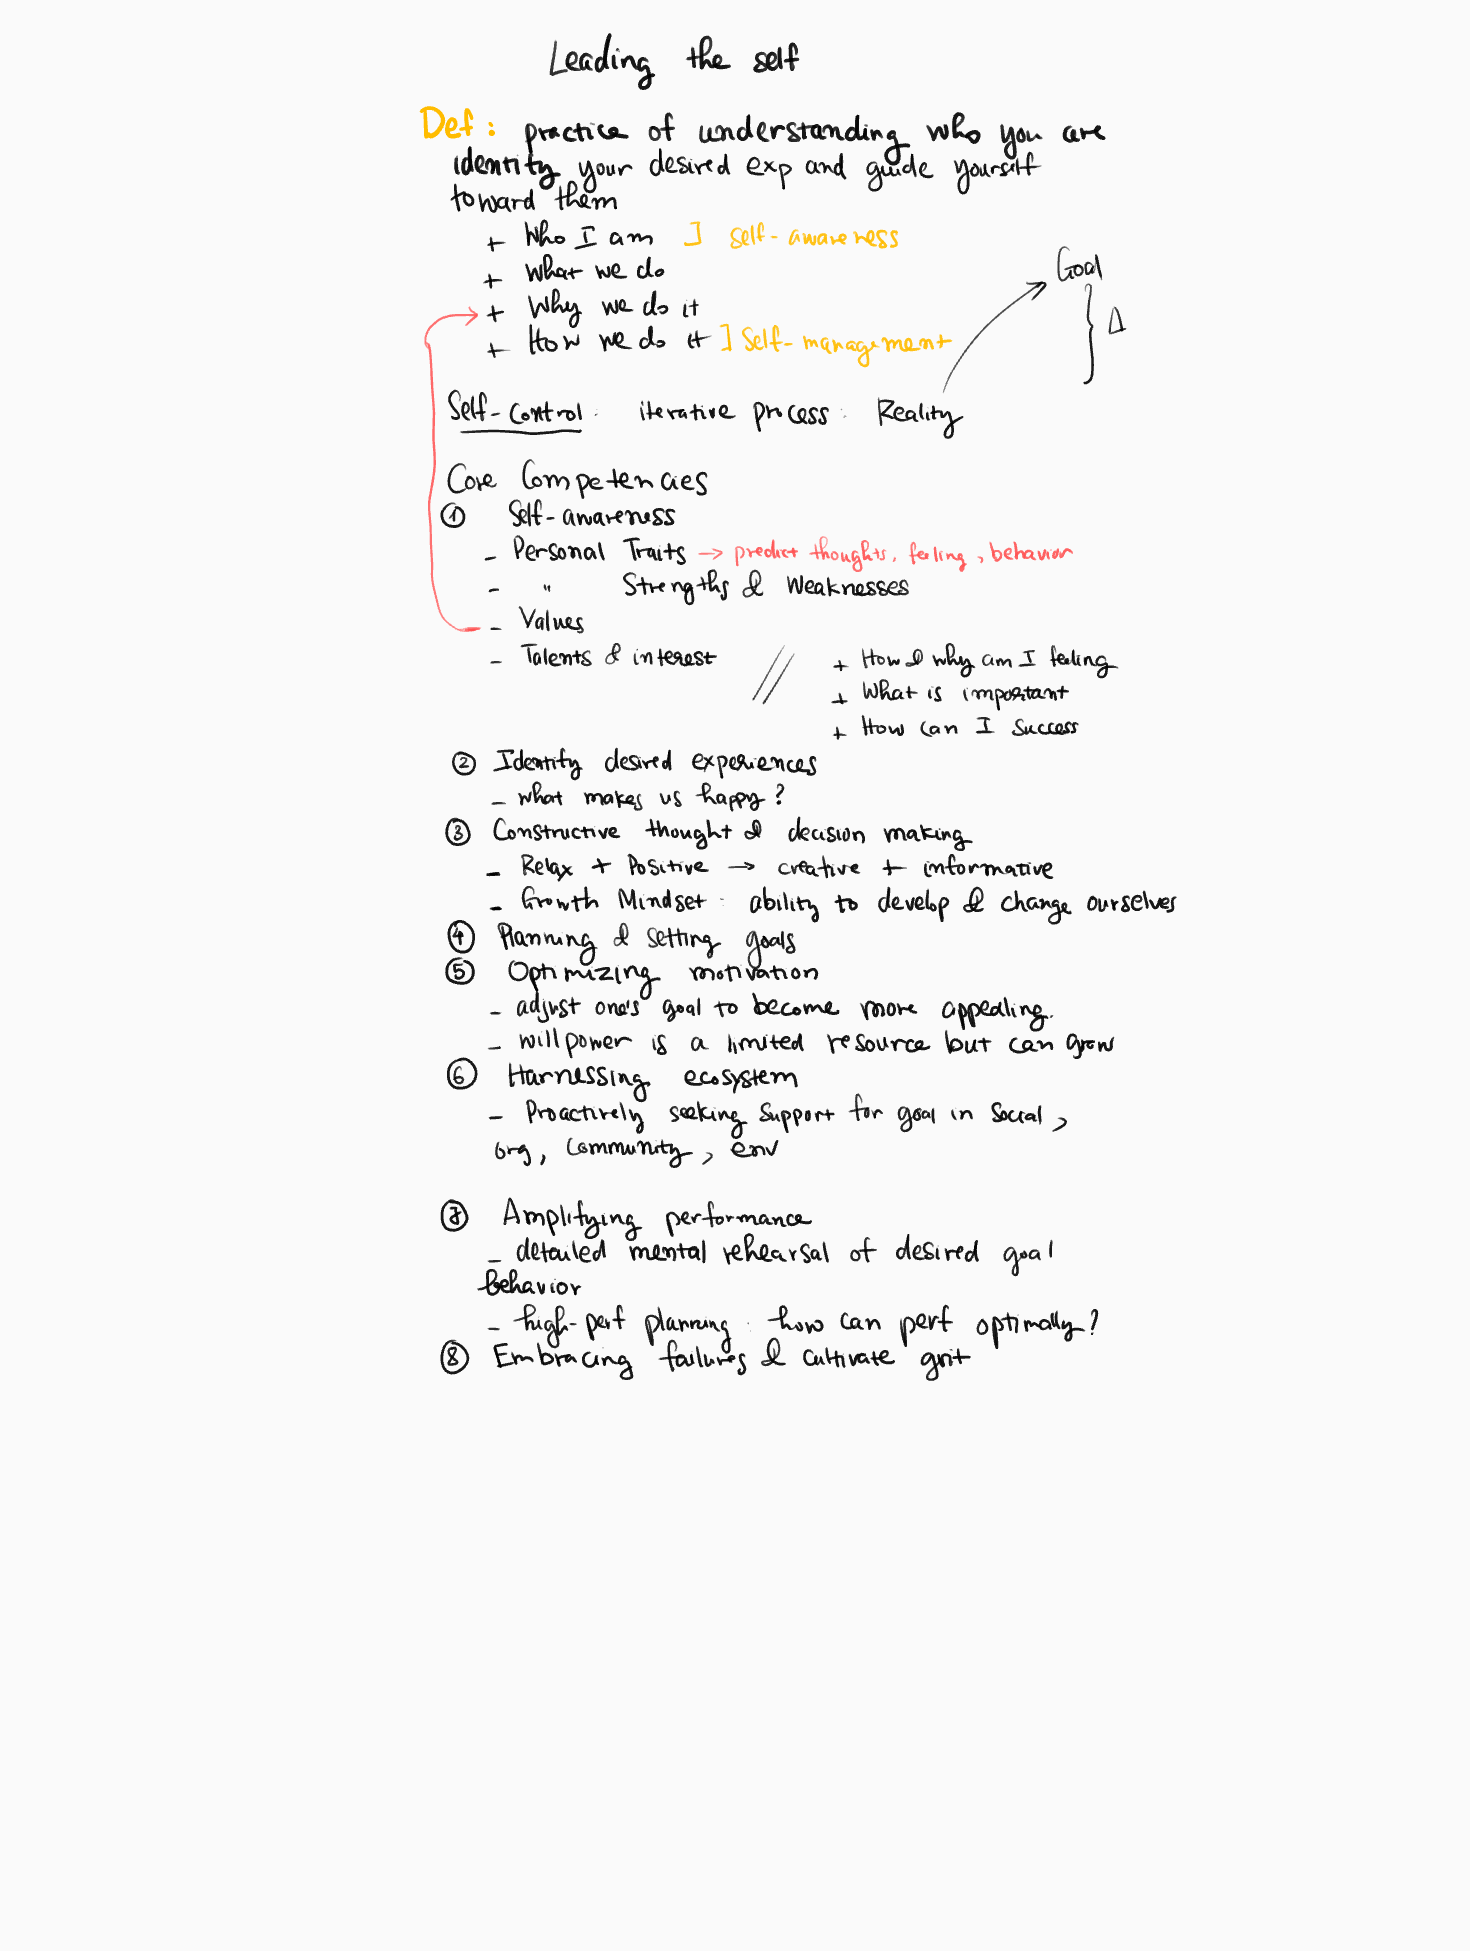 Leading the self
Def: practice of understanding who you are
identity your desired exp and guide yourself
toward them
+ Who I am ] self-awareness
+ What we do
+ Why we do it
+ How we do it ] Self-management
Goal
Δ
Self-control: iterative process: Reality
Core Competencies
① Self-awareness
- Personal Traits → predict thoughts, feeling, behavior
- " Strengths & Weaknesses
- Values
- Talents & interest
+ How & why am I feeling
+ What is important
+ How can I success
② Identity desired experiences
- what makes us happy?
③ Constructive thought & decision making
- Relax + Positive → creative + informative
- Growth Mindset: ability to develop & change ourselves
④ Planning & setting goals
⑤ Optimizing motivation
- adjust one's goal to become more appealing.
- willpower is a limited resource but can grow
⑥ Harnessing ecosystem
- Proactively seeking support for goal in social,
org, community, env
⑦ Amplifying performance
- detailed mental rehearsal of desired goal
behavior
- high-perf planning: how can perf optimally?
⑧ Embracing failures & cultivate grit